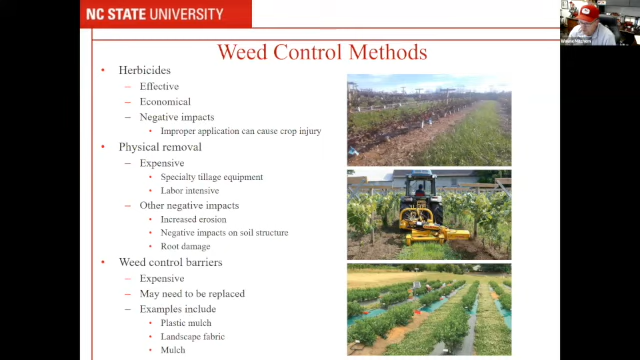 NC STATE UNIVERSITY
Weed Control Methods
• Herbicides
– Effective
– Economical
– Negative impacts
• Improper application can cause crop injury
• Physical removal
– Expensive
• Specialty tillage equipment
• Labor intensive
– Other negative impacts
• Increased erosion
• Negative impacts on soil structure
• Root damage
• Weed control barriers
– Expensive
– May need to be replaced
– Examples include
• Plastic mulch
• Landscape fabric
• Mulch